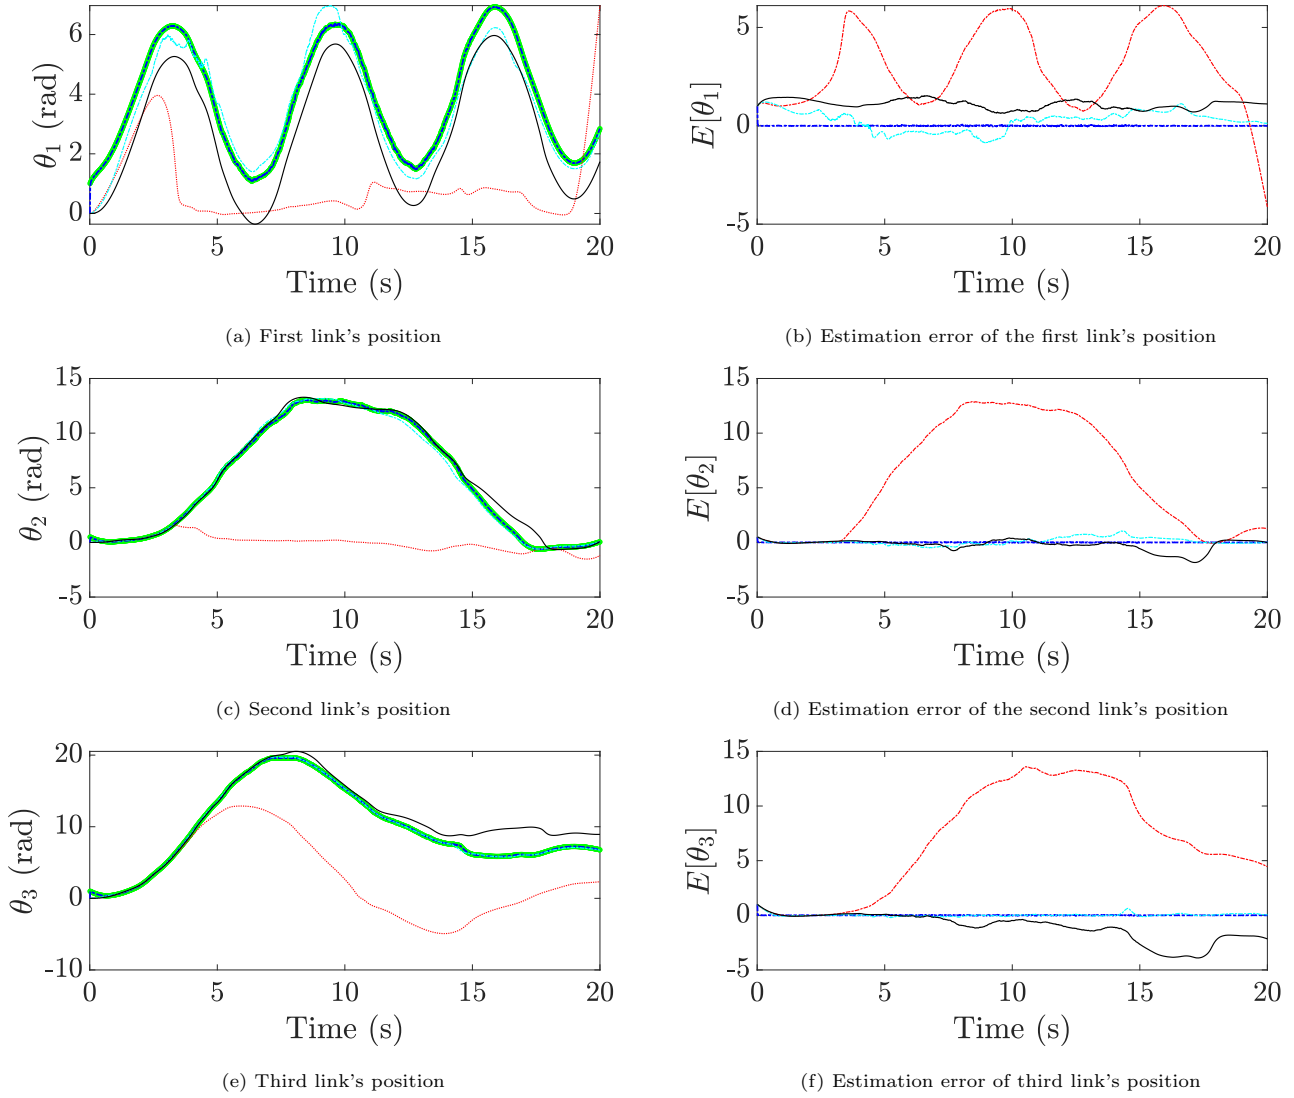 θ₁ (rad)
6
4
2
0
0 5 10 15 20
Time (s)
(a) First link's position
E[θ₁]
5
0
-5
0 5 10 15 20
Time (s)
(b) Estimation error of the first link's position
θ₂ (rad)
15
10
5
0
-5
0 5 10 15 20
Time (s)
(c) Second link's position
E[θ₂]
15
10
5
0
-5
0 5 10 15 20
Time (s)
(d) Estimation error of the second link's position
θ₃ (rad)
20
10
0
-10
0 5 10 15 20
Time (s)
(e) Third link's position
E[θ₃]
15
10
5
0
-5
0 5 10 15 20
Time (s)
(f) Estimation error of third link's position